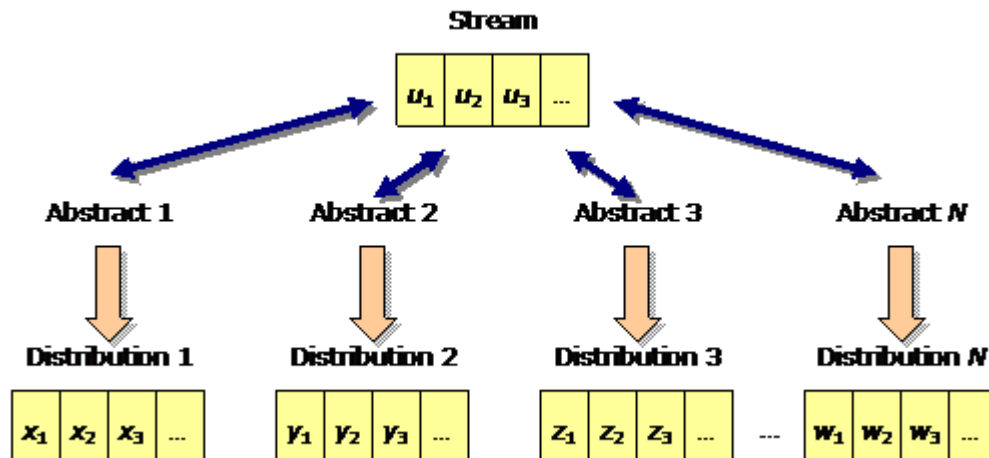 Stream
u₁ u₂ u₃ ...
Abstract 1 Abstract 2 Abstract 3 Abstract N
Distribution 1 Distribution 2 Distribution 3 Distribution N
x₁ x₂ x₃ ... y₁ y₂ y₃ ... z₁ z₂ z₃ ... ... w₁ w₂ w₃ ...